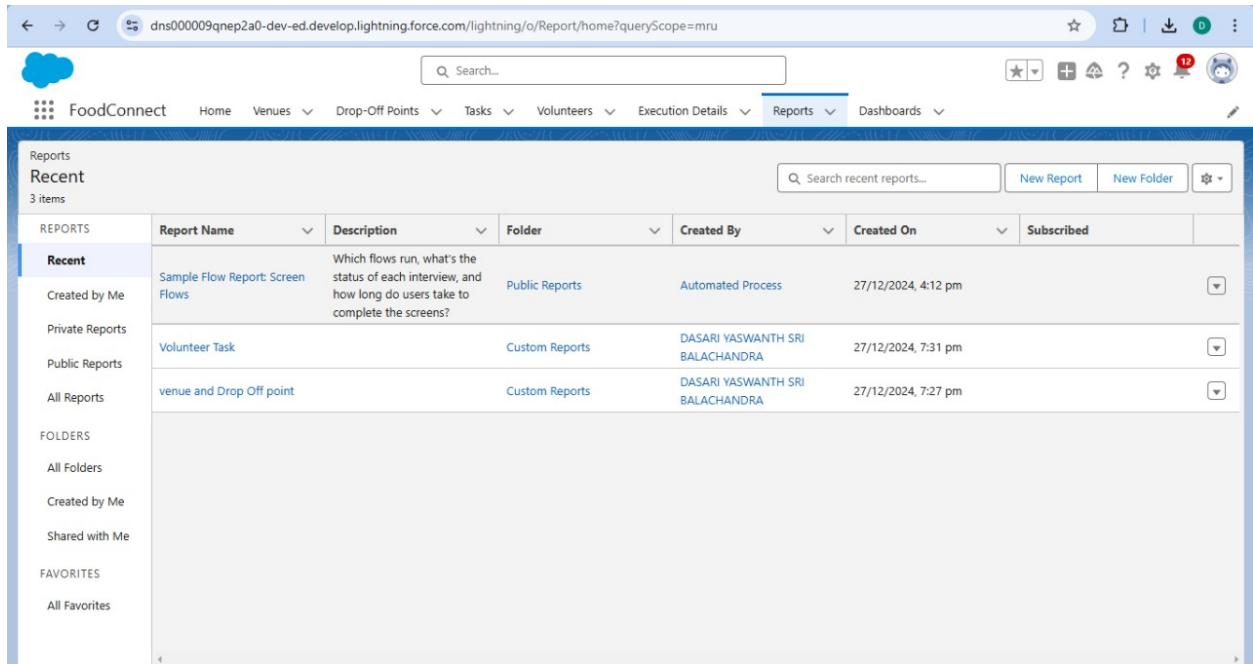 dns000009qnep2a0-dev-ed.develop.lightning.force.com/lightning/o/Report/home?queryScope=mru
D
Search...
12
FoodConnect Home Venues Drop-Off Points Tasks Volunteers Execution Details Reports Dashboards
Reports
Recent
3 items
Search recent reports...
New Report New Folder
REPORTS
Recent
Created by Me
Private Reports
Public Reports
All Reports
FOLDERS
All Folders
Created by Me
Shared with Me
FAVORITES
All Favorites
Report Name Description Folder Created By Created On Subscribed
Sample Flow Report: Screen
Flows
Which flows run, what's the
status of each interview, and
how long do users take to
complete the screens?
Public Reports
Automated Process
27/12/2024, 4:12 pm
Volunteer Task
Custom Reports
DASARI YASWANTH SRI
BALACHANDRA
27/12/2024, 7:31 pm
venue and Drop Off point
Custom Reports
DASARI YASWANTH SRI
BALACHANDRA
27/12/2024, 7:27 pm